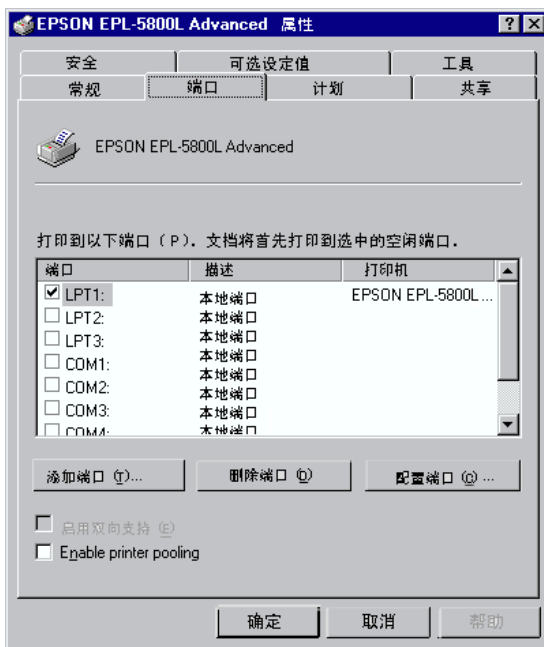 EPSON EPL-5800L Advanced 属性
安全 可选设定值 工具
常规 端口 计划 共享
EPSON EPL-5800L Advanced
打印到以下端口（P）．文档将首先打印到选中的空闲端口．
端口 描述 打印机
LPT1: 本地端口 EPSON EPL-5800L...
LPT2: 本地端口
LPT3: 本地端口
COM1: 本地端口
COM2: 本地端口
COM3: 本地端口
COM4: 本地端口
添加端口 (T)... 删除端口 (D) 配置端口 (C) ...
启用双向支持 (E)
Enable printer pooling
确定 取消 帮助